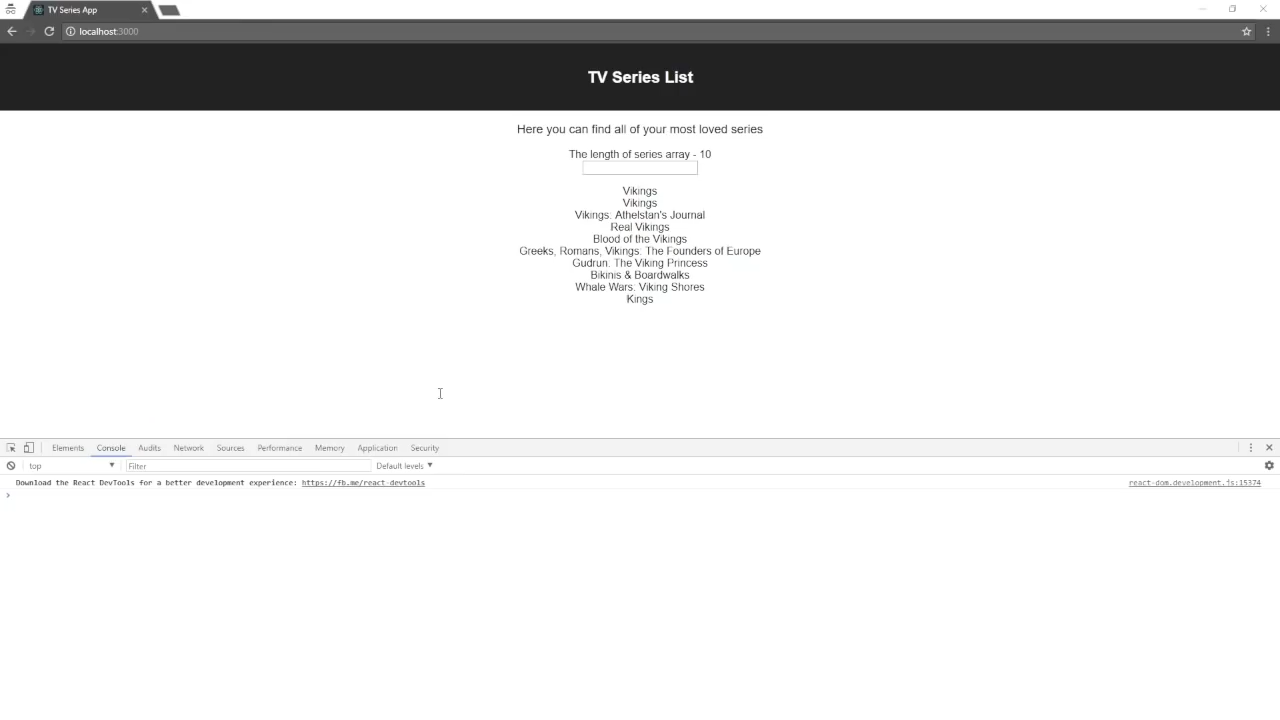 TV Series App
localhost:3000
TV Series List
Here you can find all of your most loved series
The length of series array - 10
Vikings
Vikings
Vikings: Athelstan's Journal
Real Vikings
Blood of the Vikings
Greeks, Romans, Vikings: The Founders of Europe
Gudrun: The Viking Princess
Bikinis & Boardwalks
Whale Wars: Viking Shores
Kings
Elements Console Audits Network Sources Performance Memory Application Security
top Filter Default levels
Download the React DevTools for a better development experience: https://fb.me/react-devtools react-dom.development.js:15374